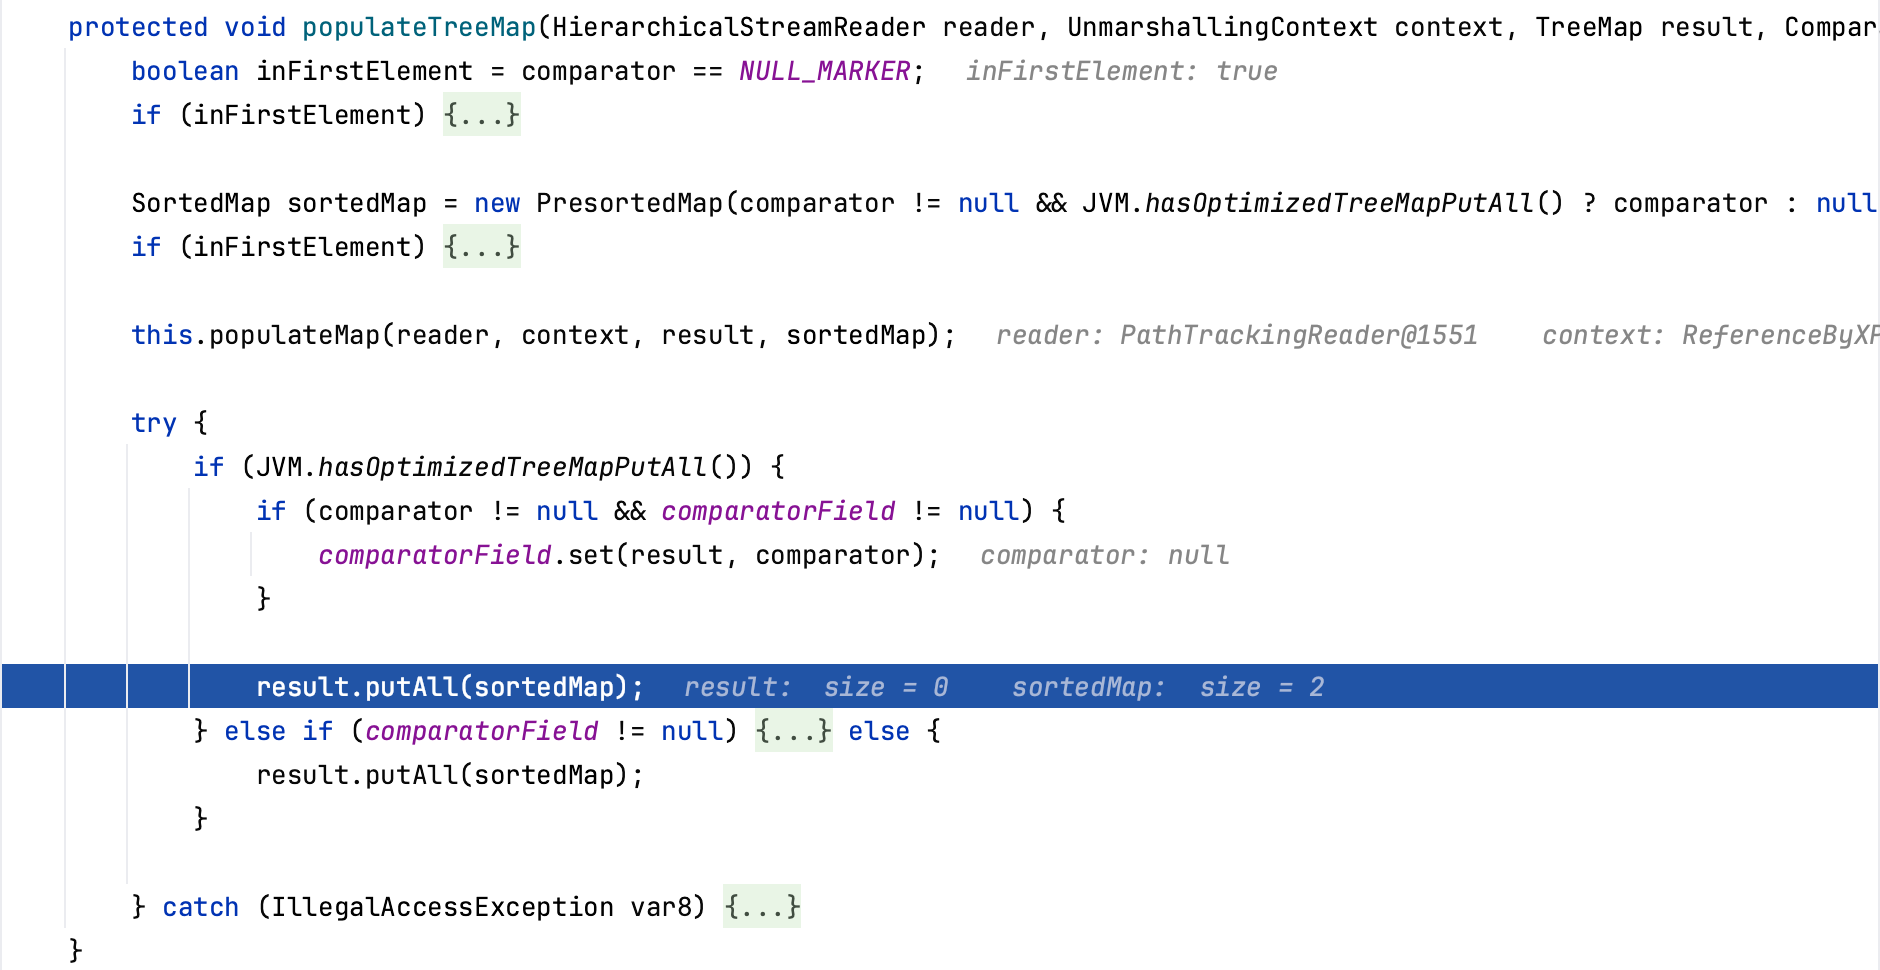 protected void populateTreeMap(HierarchicalStreamReader reader, UnmarshallingContext context, TreeMap result, Compar
boolean inFirstElement = comparator == NULL_MARKER; inFirstElement: true
if (inFirstElement) {...}
SortedMap sortedMap = new PresortedMap(comparator != null && JVM.hasOptimizedTreeMapPutAll() ? comparator : null
if (inFirstElement) {...}
this.populateMap(reader, context, result, sortedMap); reader: PathTrackingReader@1551 context: ReferenceByXP
try {
if (JVM.hasOptimizedTreeMapPutAll()) {
if (comparator != null && comparatorField != null) {
comparatorField.set(result, comparator); comparator: null
}
result.putAll(sortedMap); result: size = 0 sortedMap: size = 2
} else if (comparatorField != null) {...} else {
result.putAll(sortedMap);
}
} catch (IllegalAccessException var8) {...}
}